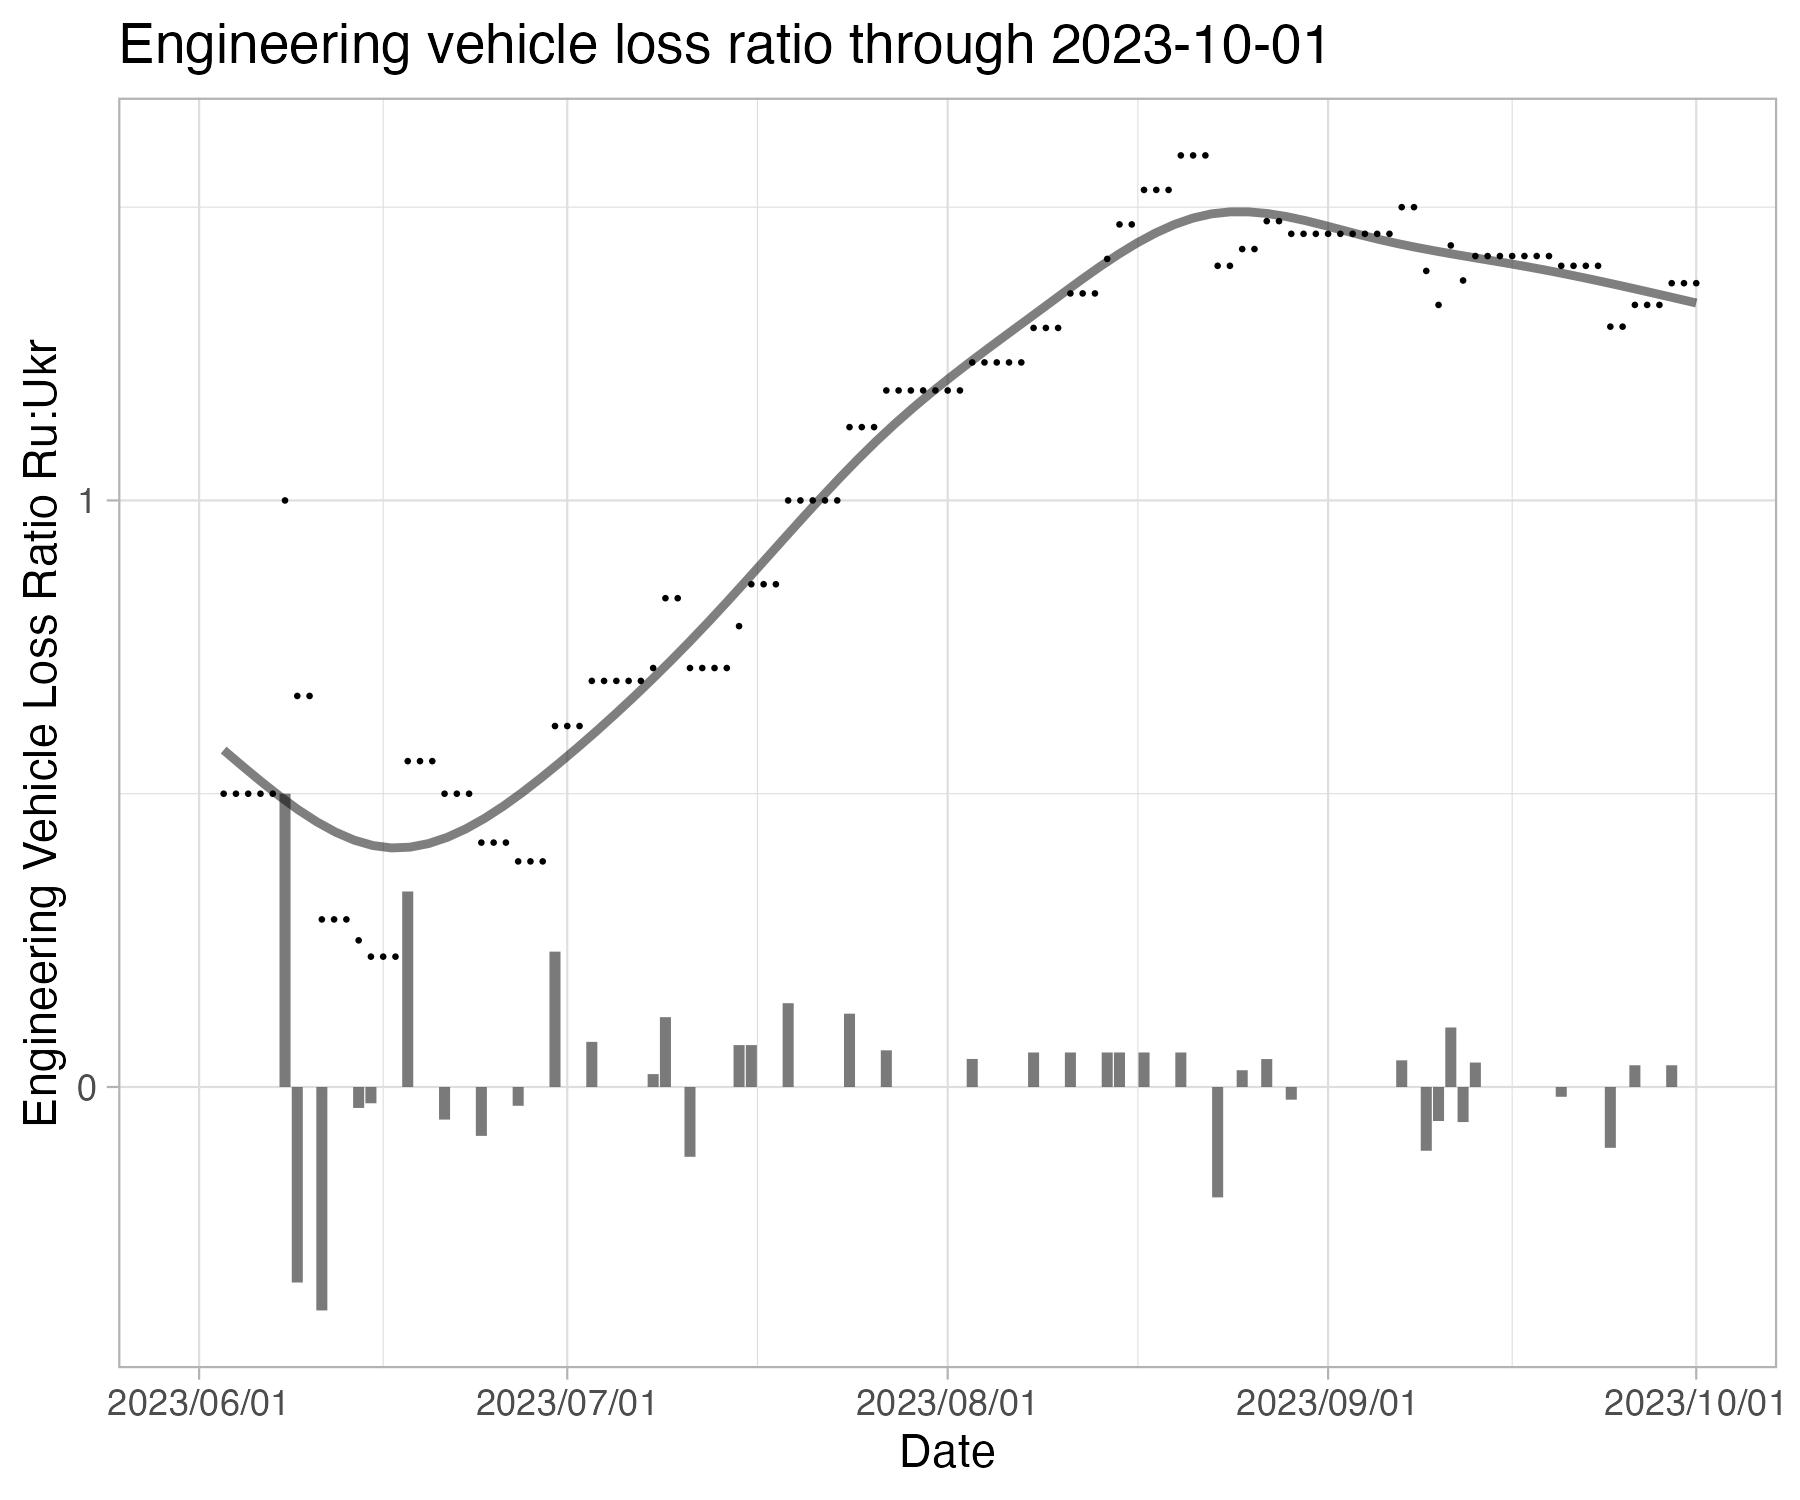 Engineering vehicle loss ratio through 2023-10-01
Engineering Vehicle Loss Ratio Ru:Ukr
1
0
2023/06/01
2023/07/01
2023/08/01
2023/09/01
2023/10/01
Date